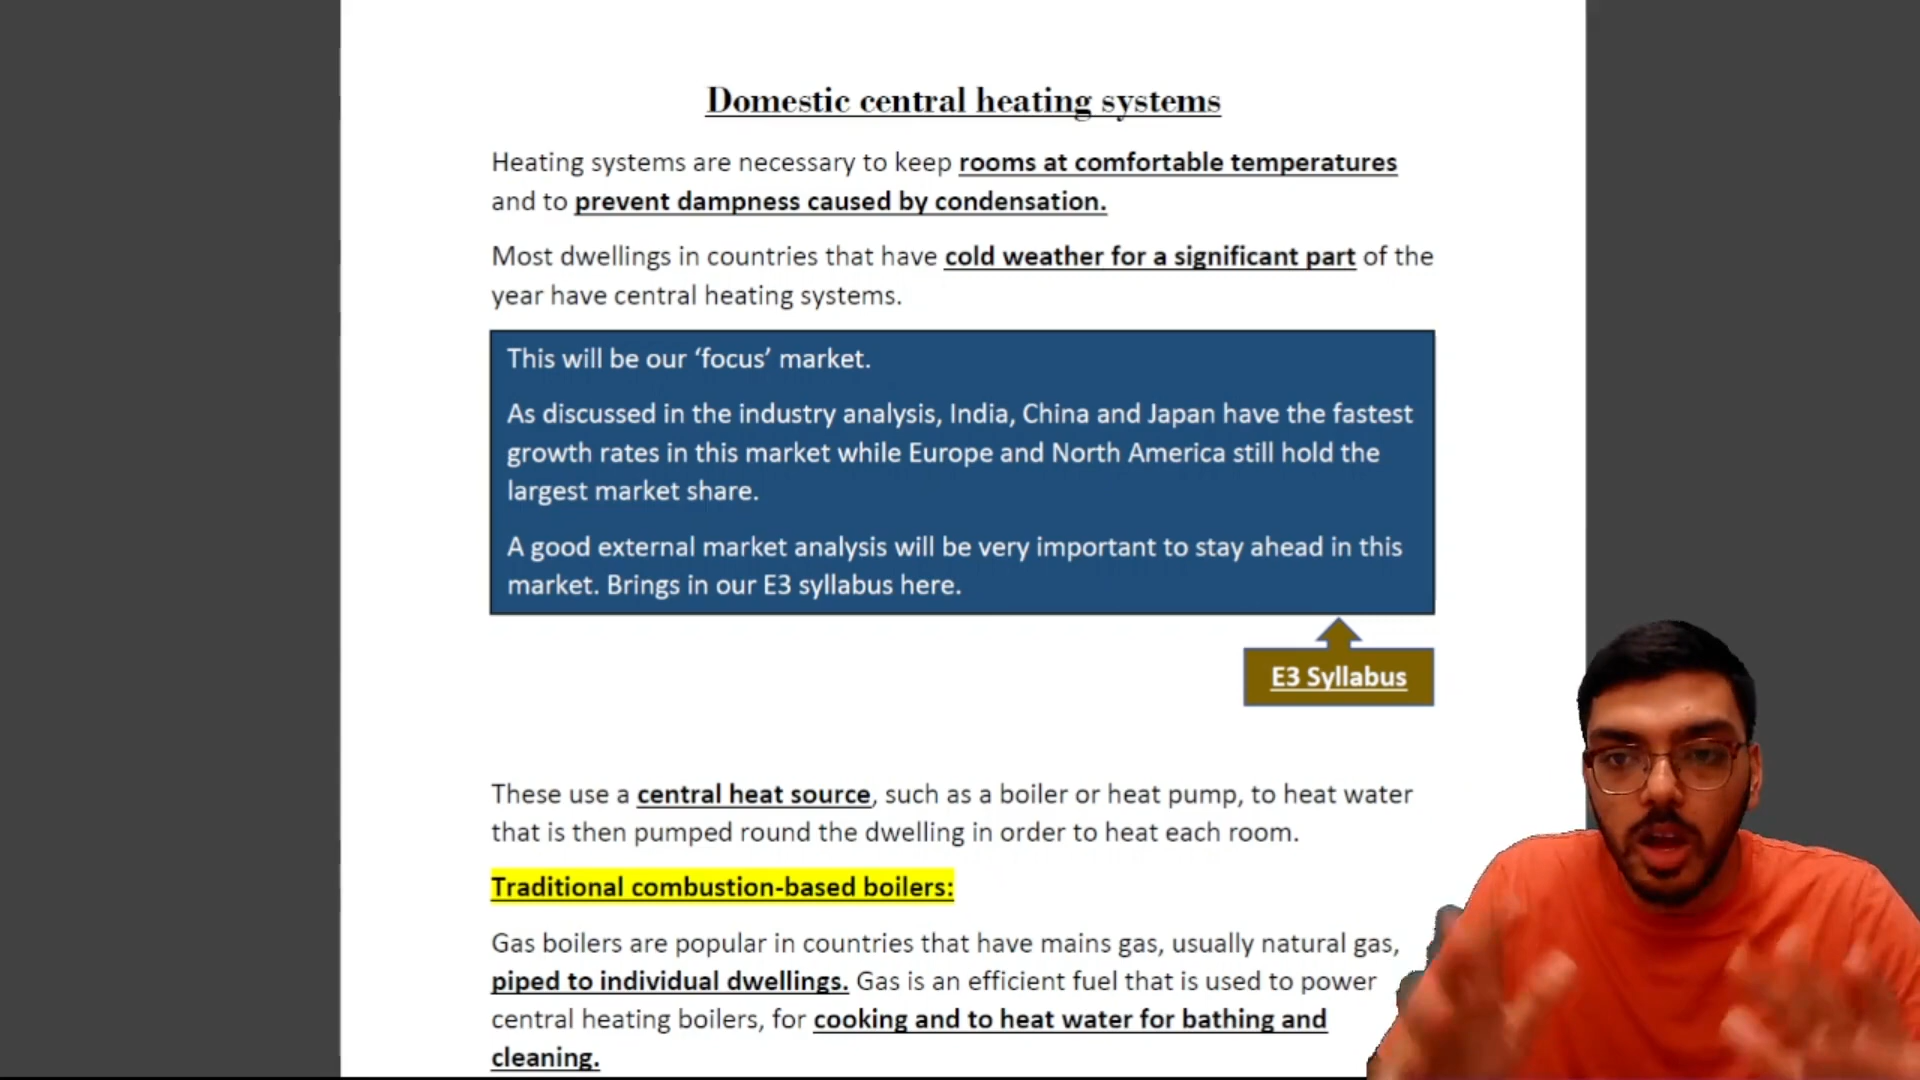 Domestic central heating systems
Heating systems are necessary to keep rooms at comfortable temperatures
and to prevent dampness caused by condensation.
Most dwellings in countries that have cold weather for a significant part of the
year have central heating systems.
This will be our ‘focus’ market.
As discussed in the industry analysis, India, China and Japan have the fastest
growth rates in this market while Europe and North America still hold the
largest market share.
A good external market analysis will be very important to stay ahead in this
market. Brings in our E3 syllabus here.
E3 Syllabus
These use a central heat source, such as a boiler or heat pump, to heat water
that is then pumped round the dwelling in order to heat each room.
Traditional combustion-based boilers:
Gas boilers are popular in countries that have mains gas, usually natural gas,
piped to individual dwellings. Gas is an efficient fuel that is used to power
central heating boilers, for cooking and to heat water for bathing and
cleaning.